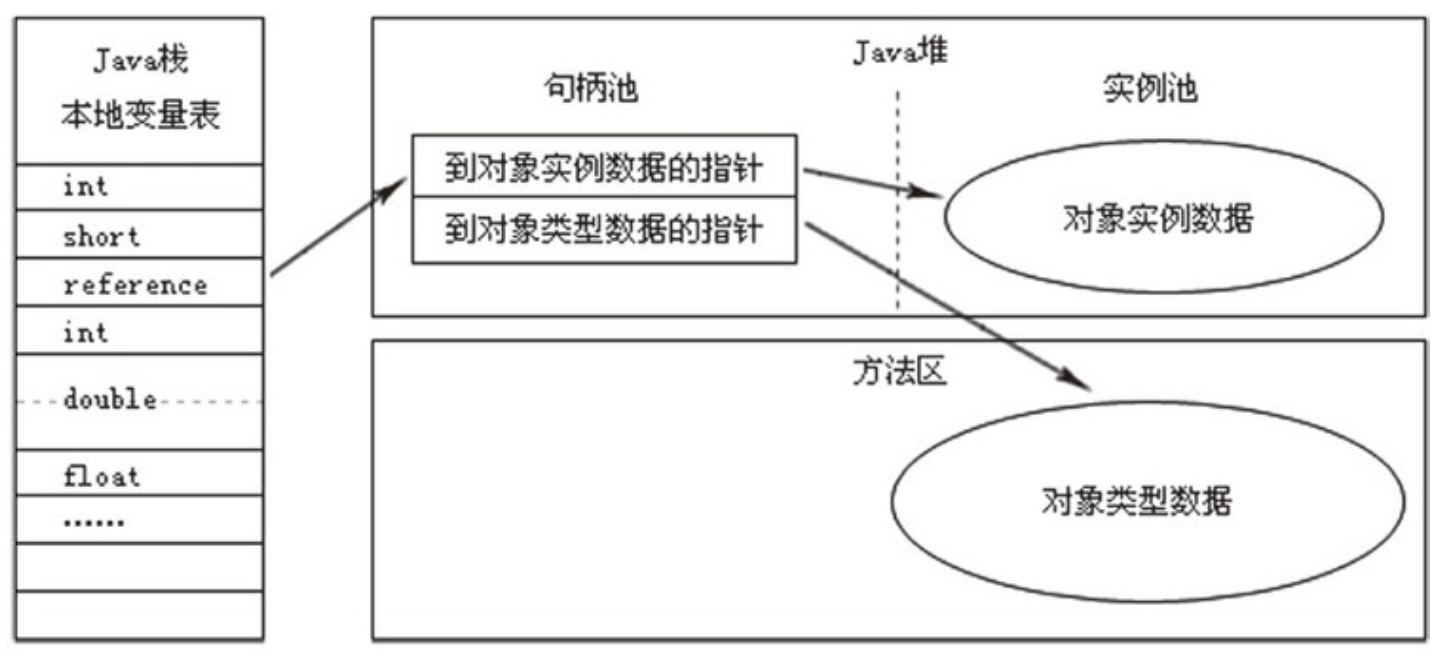 Java栈
本地变量表
int
short
reference
int
double
float
……
Java堆
句柄池
实例池
到对象实例数据的指针
到对象类型数据的指针
对象实例数据
方法区
对象类型数据